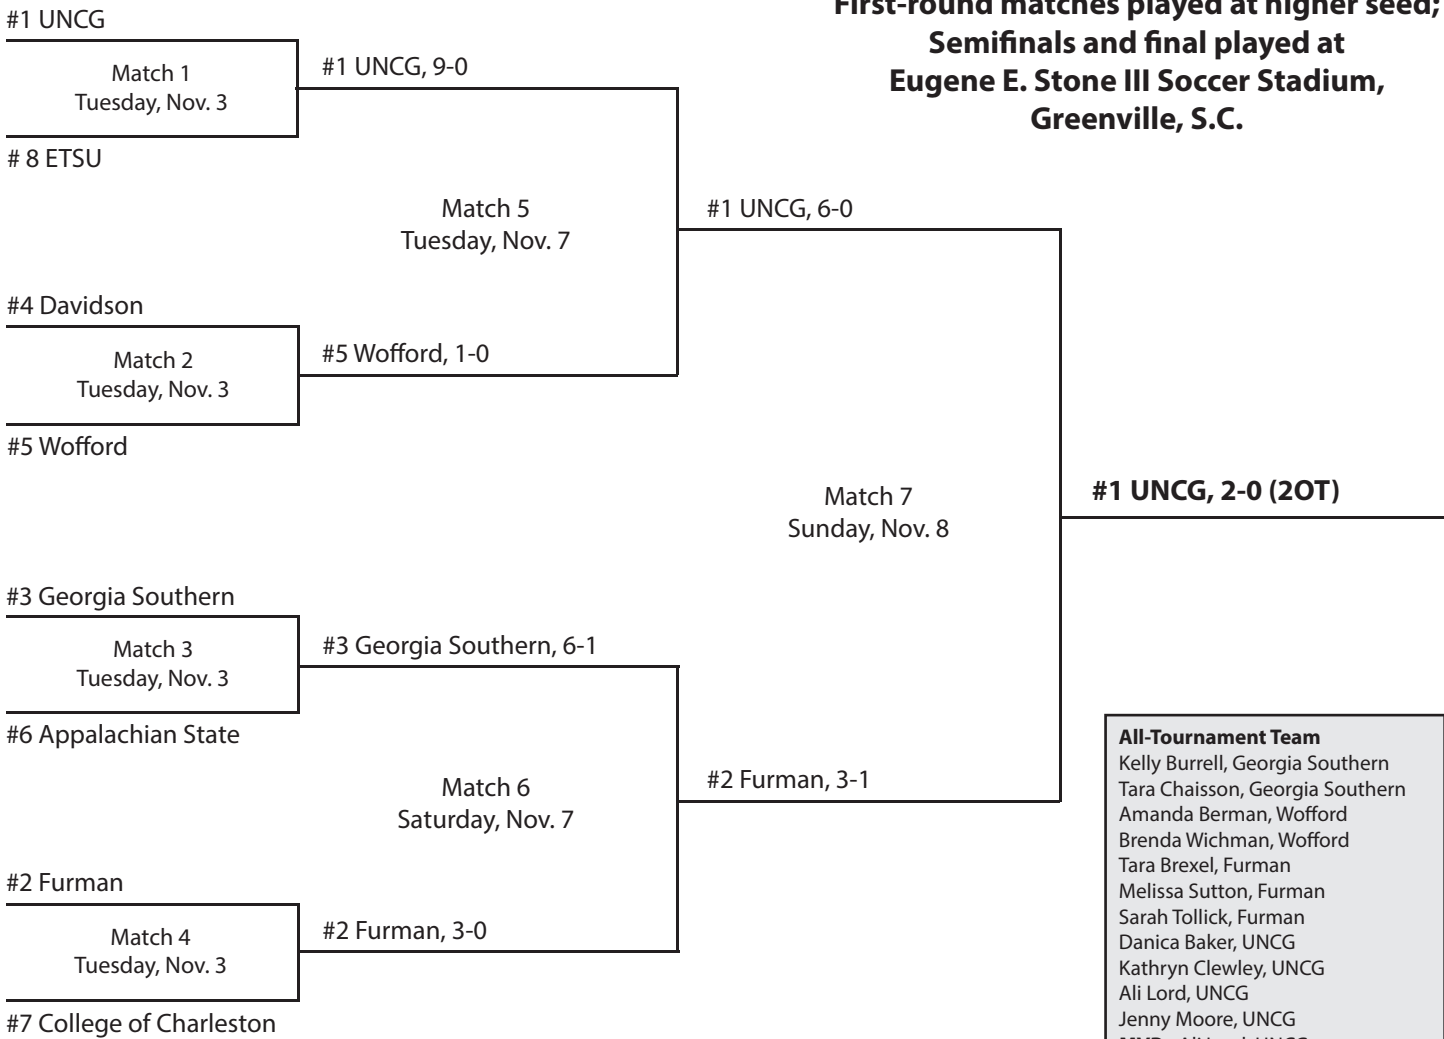 First-round matches played at higher seed;
Semifinals and final played at
Eugene E. Stone III Soccer Stadium,
Greenville, S.C.
#1 UNCG
Match 1
Tuesday, Nov. 3
# 8 ETSU
#1 UNCG, 9-0
Match 5
Tuesday, Nov. 7
#1 UNCG, 6-0
#4 Davidson
Match 2
Tuesday, Nov. 3
#5 Wofford
#5 Wofford, 1-0
Match 7
Sunday, Nov. 8
#1 UNCG, 2-0 (2OT)
#3 Georgia Southern
Match 3
Tuesday, Nov. 3
#6 Appalachian State
#3 Georgia Southern, 6-1
Match 6
Saturday, Nov. 7
#2 Furman, 3-1
#2 Furman
Match 4
Tuesday, Nov. 3
#7 College of Charleston
#2 Furman, 3-0
All-Tournament Team
Kelly Burrell, Georgia Southern
Tara Chaisson, Georgia Southern
Amanda Berman, Wofford
Brenda Wichman, Wofford
Tara Brexel, Furman
Melissa Sutton, Furman
Sarah Tollick, Furman
Danica Baker, UNCG
Kathryn Clewley, UNCG
Ali Lord, UNCG
Jenny Moore, UNCG
MVP - Ali Lord, UNCG